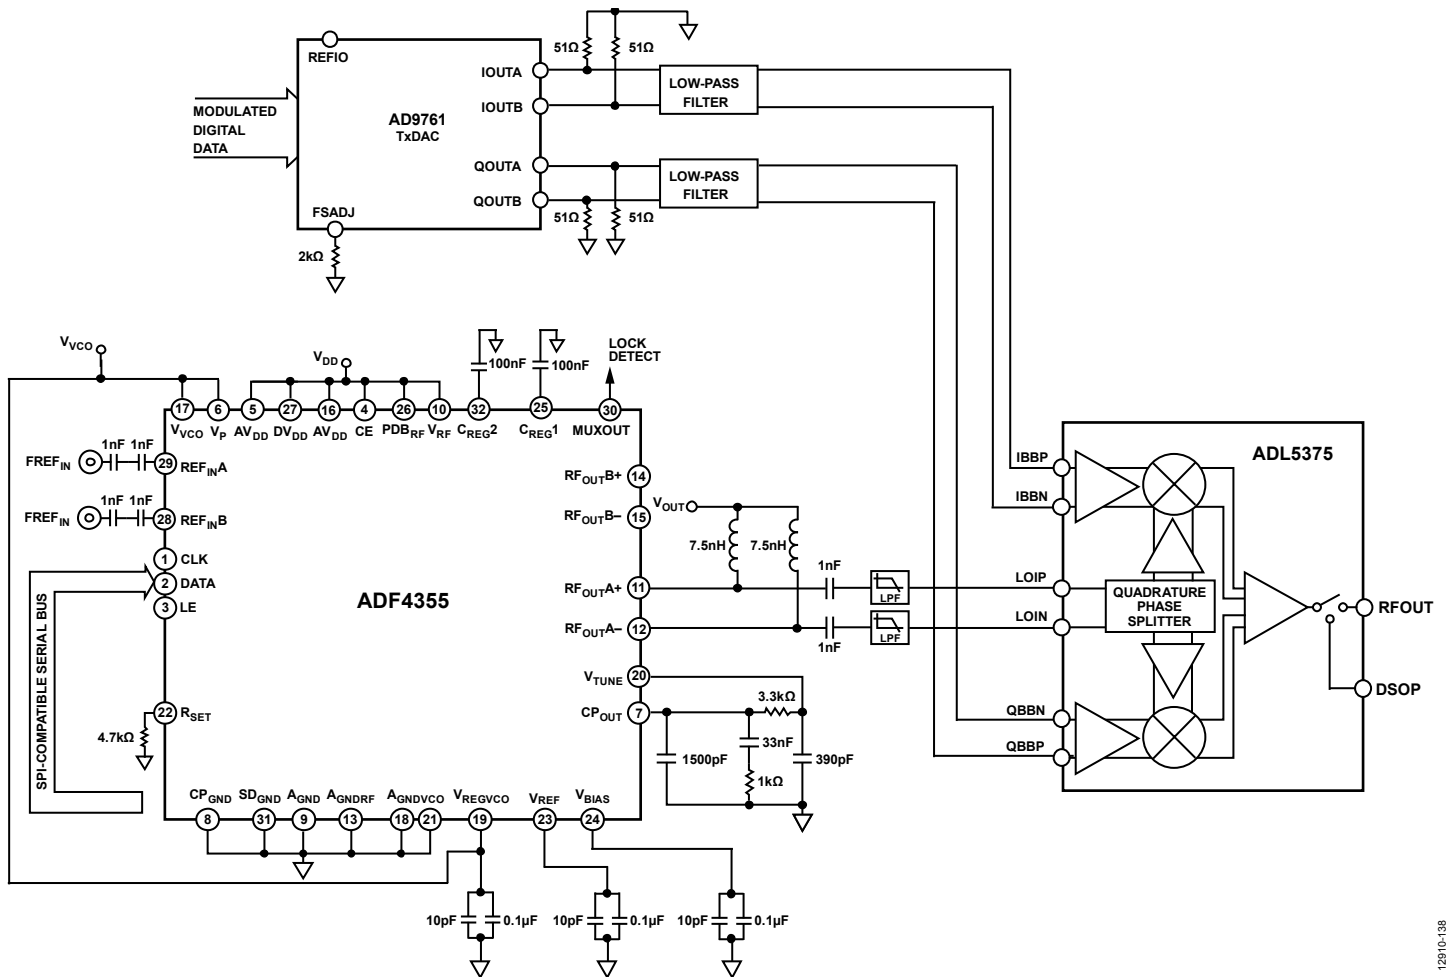 REFIO
51Ω 51Ω
IOUTA
LOW-PASS
FILTER
MODULATED
DIGITAL
DATA
AD9761
TxDAC
IOUTB
QOUTA
LOW-PASS
FILTER
QOUTB
FSADJ
51Ω 51Ω
2kΩ
VVCO
VDD
100nF 100nF
LOCK
DETECT
17 6 5 27 16 4 26 10 32 25 30
VVCO VP AVDD DVDD AVDD CE PDBRF VRF CREG2 CREG1 MUXOUT
ADL5375
1nF 1nF
FREFIN 29 REFINA
RFOUTB+ 14
IBBP
1nF 1nF
FREFIN 28 REFINB
RFOUTB− 15
VOUT
IBBN
7.5nH 7.5nH
1 CLK
2 DATA
3 LE
ADF4355
RFOUTA+ 11
1nF
LPF
LOIP
QUADRATURE
PHASE
SPLITTER
RFOUT
RFOUTA− 12
1nF
LPF
LOIN
SPI-COMPATIBLE SERIAL BUS
VTUNE 20
3.3kΩ
DSOP
22 RSET
CPOUT 7
QBBN
4.7kΩ
33nF
1500pF
390pF
QBBP
1kΩ
CPGND SDGND AGND AGNDRF AGNDVCO VREGVCO VREF VBIAS
8 31 9 13 18 21 19 23 24
10pF 0.1µF 10pF 0.1µF 10pF 0.1µF
12910-138